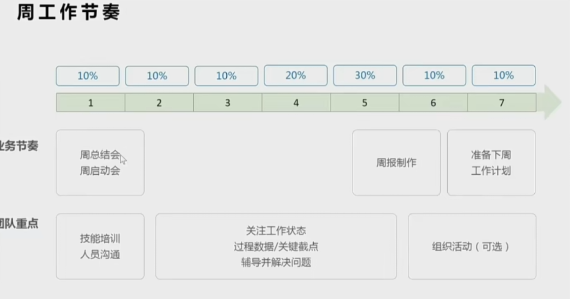 周工作节奏
10% 10% 10% 20% 30% 10% 10%
1 2 3 4 5 6 7
业务节奏
周总结会
周启动会
周报制作
准备下周
工作计划
团队重点
技能培训
人员沟通
关注工作状态
过程数据/关键截点
辅导并解决问题
组织活动（可选）